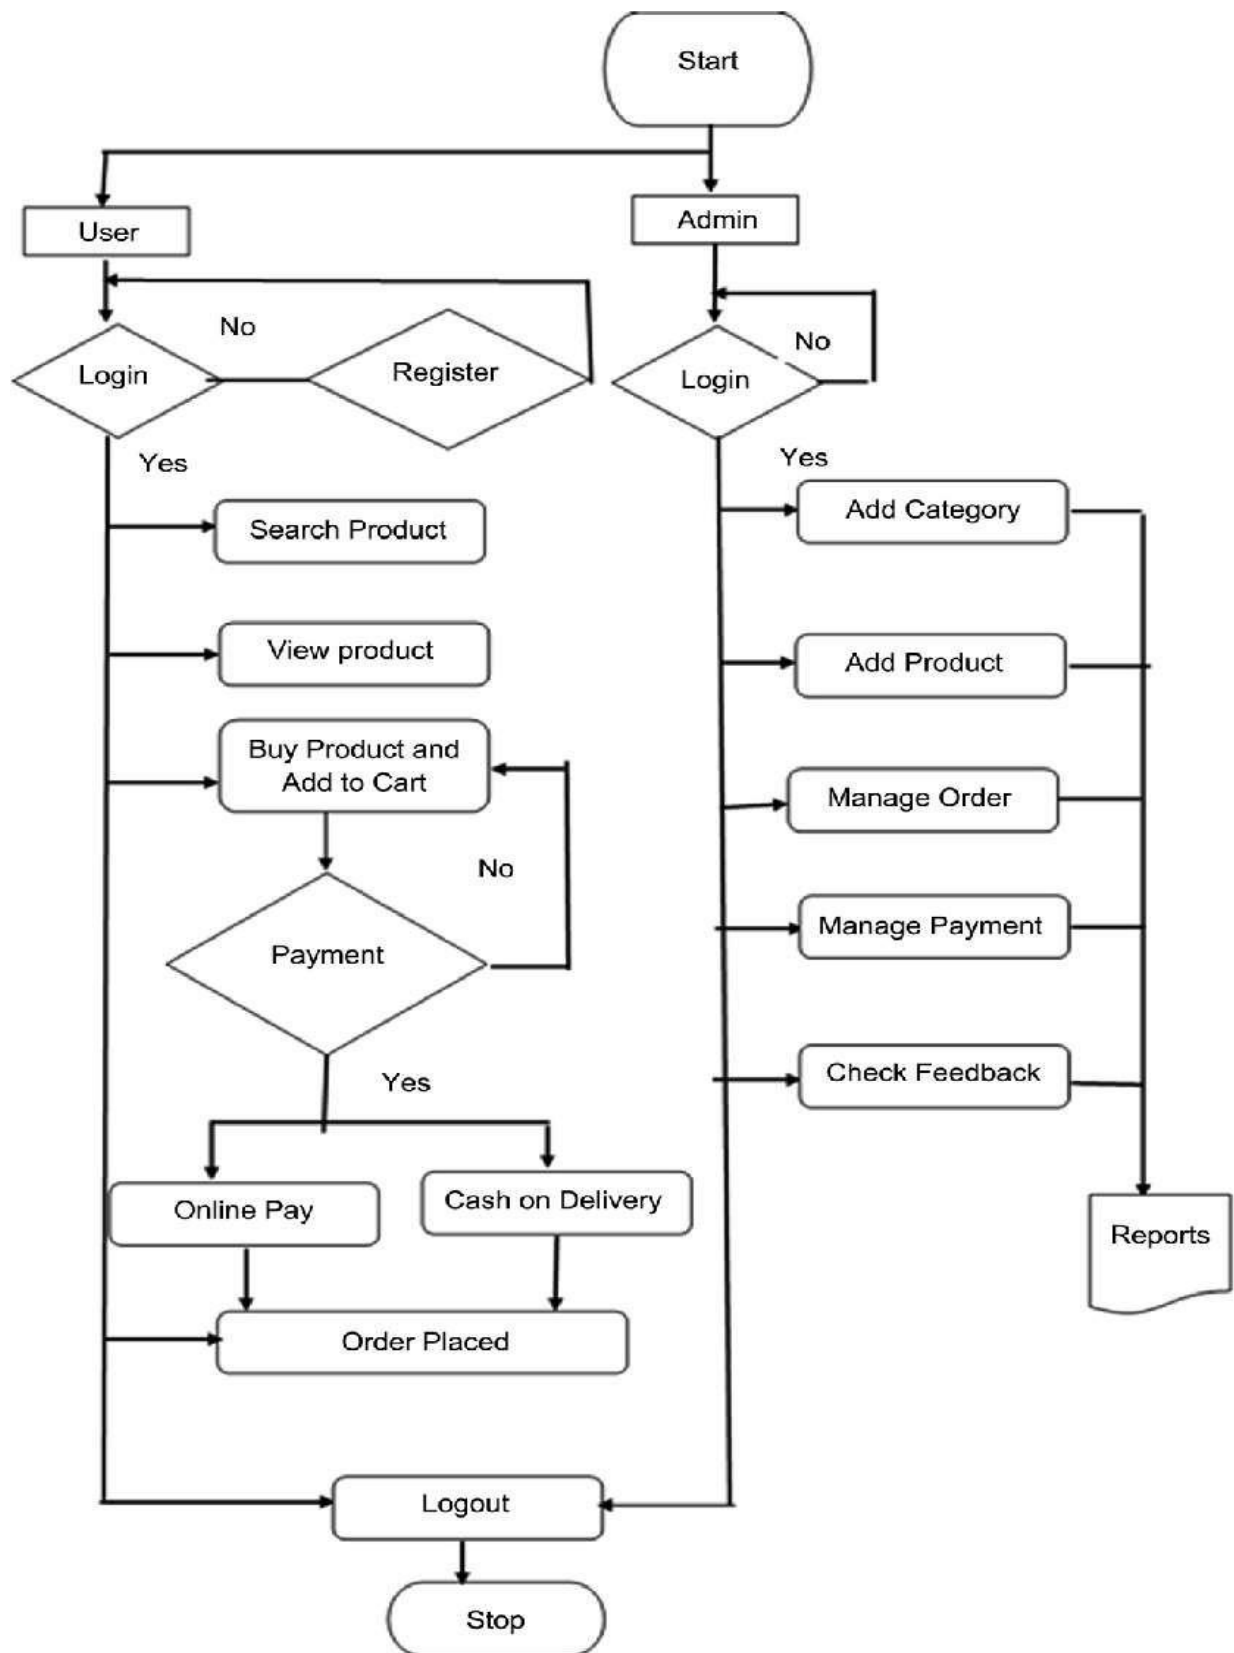 Start
User
Admin
No
Login
Register
No
Login
Yes
Yes
Search Product
Add Category
View product
Add Product
Buy Product and
Add to Cart
Manage Order
No
Payment
Manage Payment
Yes
Check Feedback
Online Pay
Cash on Delivery
Reports
Order Placed
Logout
Stop